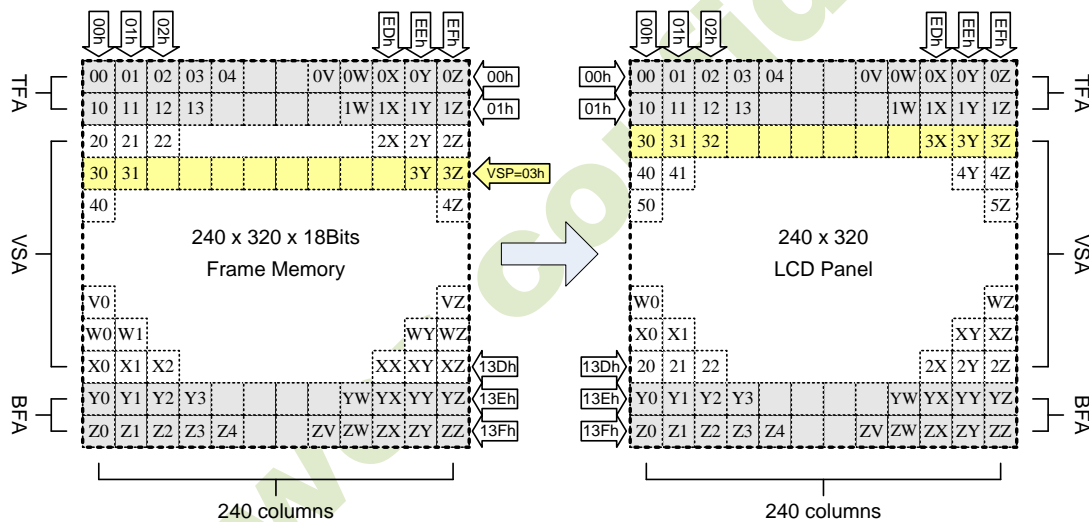 00h 01h 02h EDh EEh EFh 00h 01h 02h EDh EEh EFh
TFA 00 01 02 03 04 0V 0W 0X 0Y 0Z 00h 00h 00 01 02 03 04 0V 0W 0X 0Y 0Z TFA
10 11 12 13 1W 1X 1Y 1Z 01h 01h 10 11 12 13 1W 1X 1Y 1Z
20 21 22 2X 2Y 2Z 30 31 32 3X 3Y 3Z
30 31 3Y 3Z VSP=03h 40 41 4Y 4Z
40 4Z 50 5Z
VSA 240 x 320 x 18Bits 240 x 320 VSA
Frame Memory LCD Panel
V0 VZ W0 WZ
W0 W1 WY WZ X0 X1 XY XZ
X0 X1 X2 XX XY XZ 13Dh 13Dh 20 21 22 2X 2Y 2Z
BFA Y0 Y1 Y2 Y3 YW YX YY YZ 13Eh 13Eh Y0 Y1 Y2 Y3 YW YX YY YZ BFA
Z0 Z1 Z2 Z3 Z4 ZV ZW ZX ZY ZZ 13Fh 13Fh Z0 Z1 Z2 Z3 Z4 ZV ZW ZX ZY ZZ
240 columns 240 columns